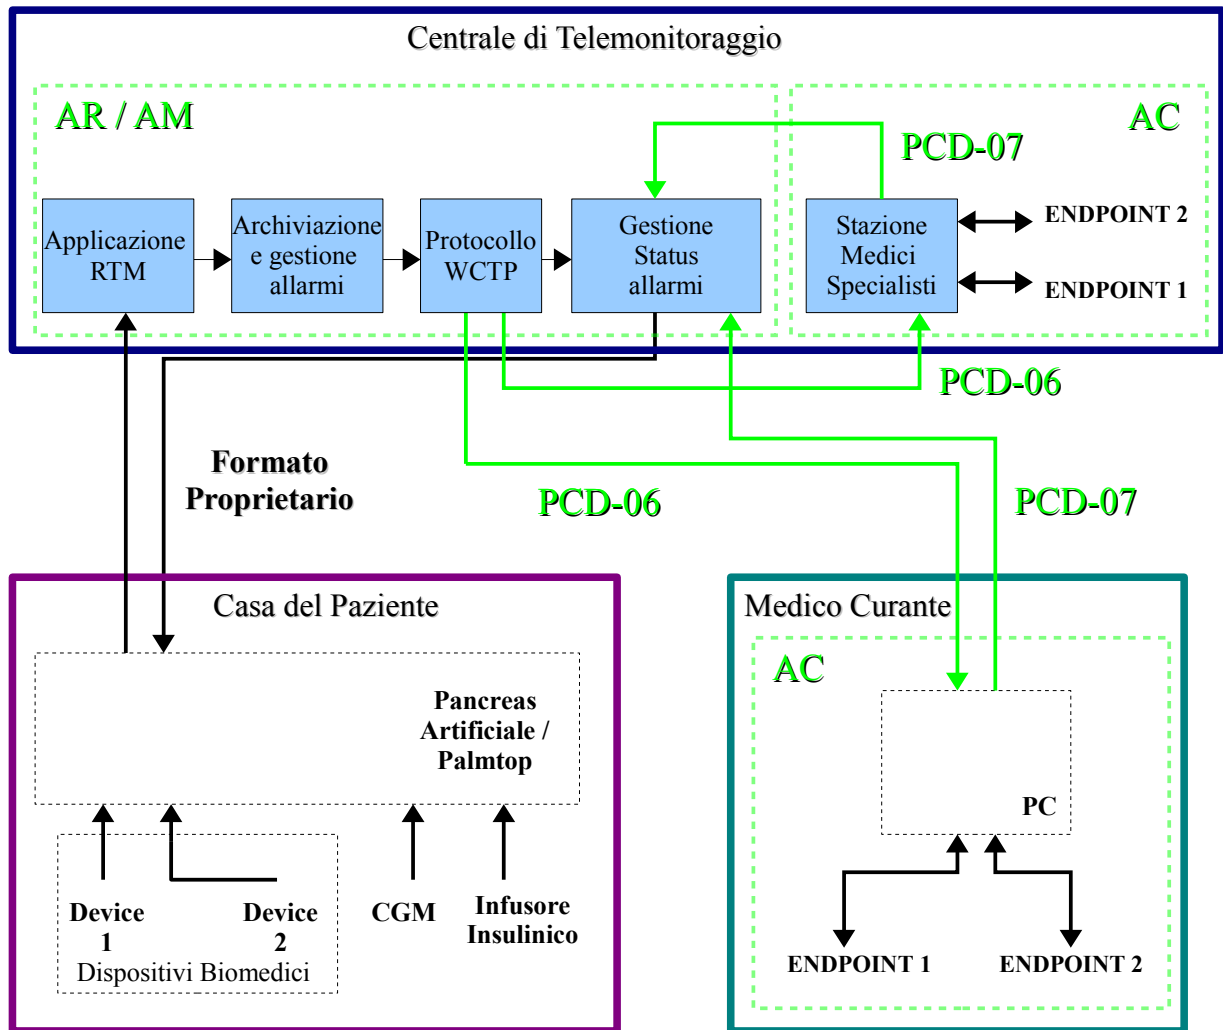 Centrale di Telemonitoraggio
AR / AM
AC
PCD-07
Applicazione
RTM
Archiviazione
e gestione
allarmi
Protocollo
WCTP
Gestione
Status
allarmi
Stazione
Medici
Specialisti
ENDPOINT 2
ENDPOINT 1
PCD-06
Formato
Proprietario
PCD-06
PCD-07
Casa del Paziente
Pancreas
Artificiale /
Palmtop
Device
1
Device
2
Dispositivi Biomedici
CGM
Infusore
Insulinico
Medico Curante
AC
PC
ENDPOINT 1
ENDPOINT 2